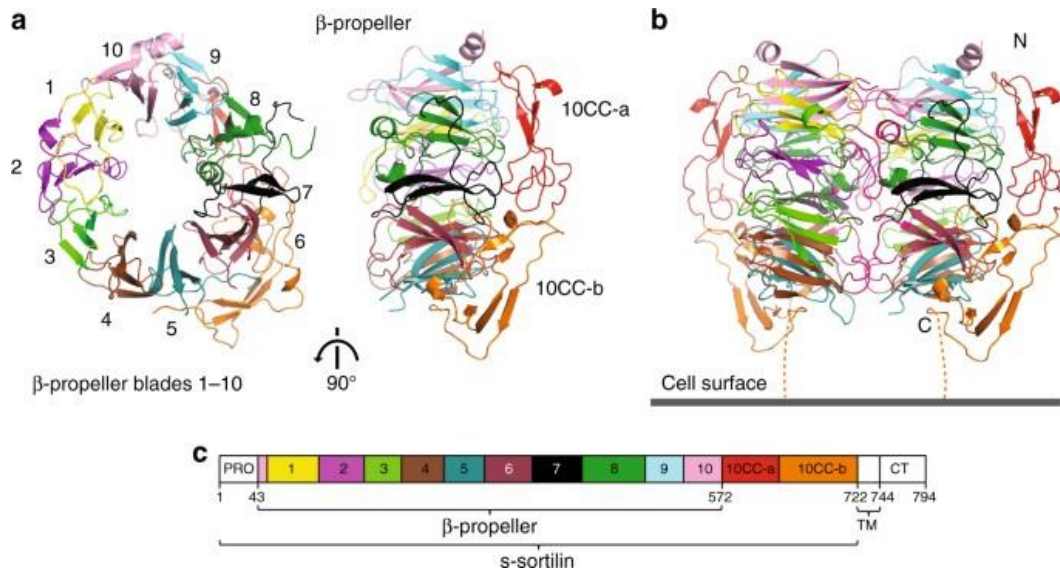 a
β-propeller
b
10
9
1
8
2
7
3
6
4
5
10CC-a
10CC-b
90°
β-propeller blades 1–10
N
C
Cell surface
c
PRO 1 2 3 4 5 6 7 8 9 10 10CC-a 10CC-b CT
1 43 572 722 744 794
β-propeller
TM
s-sortilin